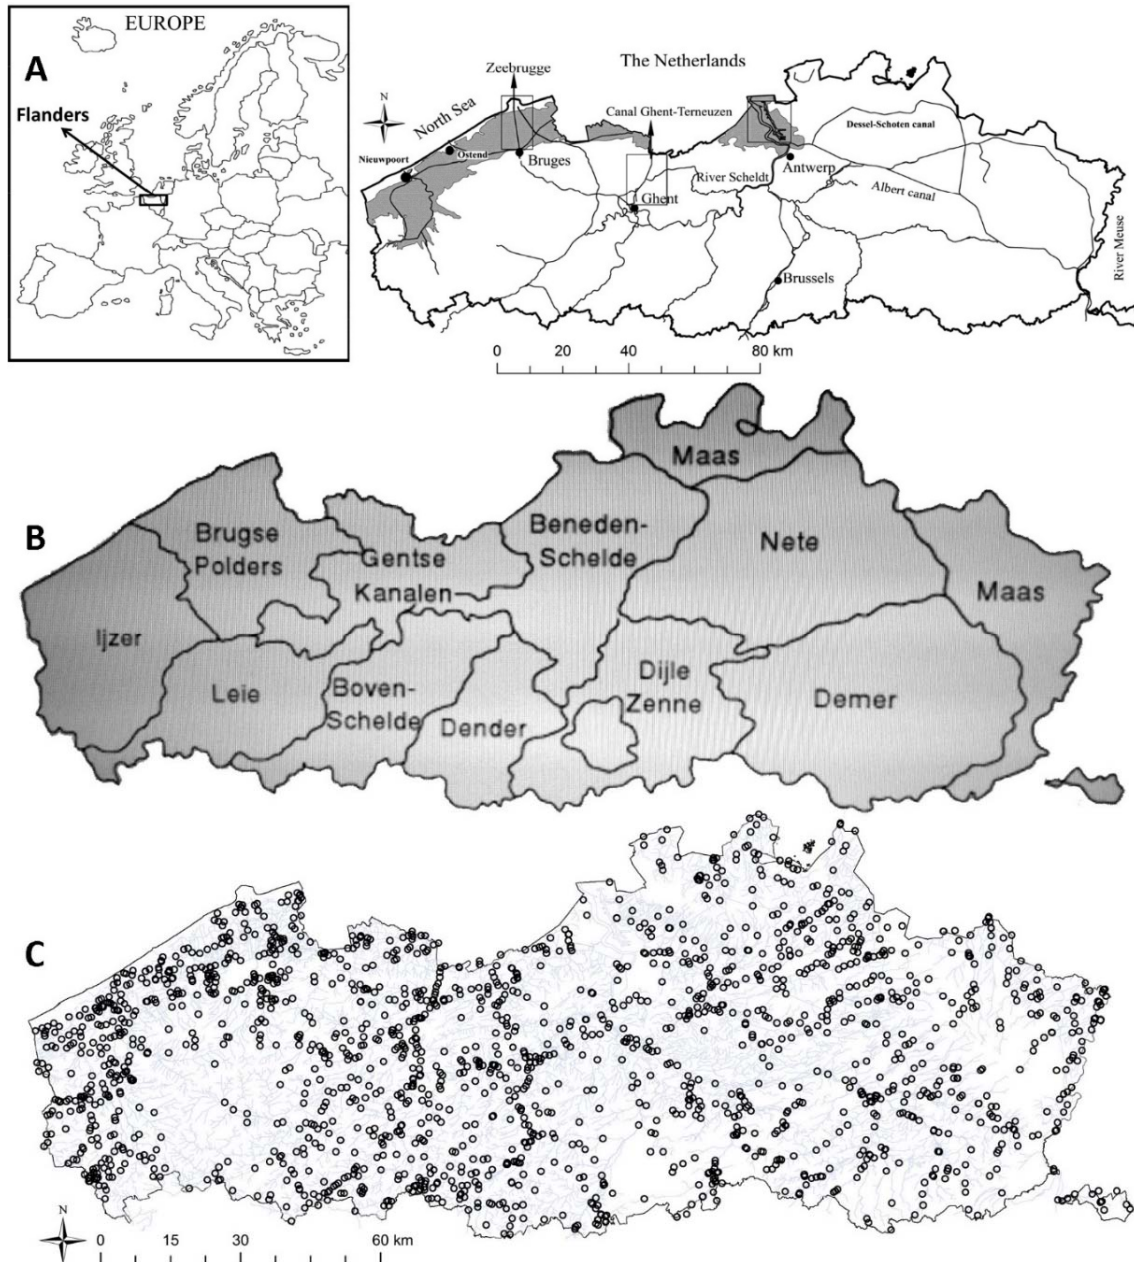 EUROPE
A
Flanders
The Netherlands
Zeebrugge
N
North Sea
Canal Ghent-Terneuzen
Dessel-Schoten canal
Nieuwpoort
Ostend
Bruges
Antwerp
River Scheldt
Albert canal
Ghent
River Meuse
Brussels
0 20 40 60 80 km
B
Maas
Brugse
Polders
Gentse
Kanalen
Beneden-
Schelde
Nete
Maas
Ijzer
Leie
Boven-
Schelde
Dender
Dijle
Zenne
Demer
C
N
0 15 30 45 60 km